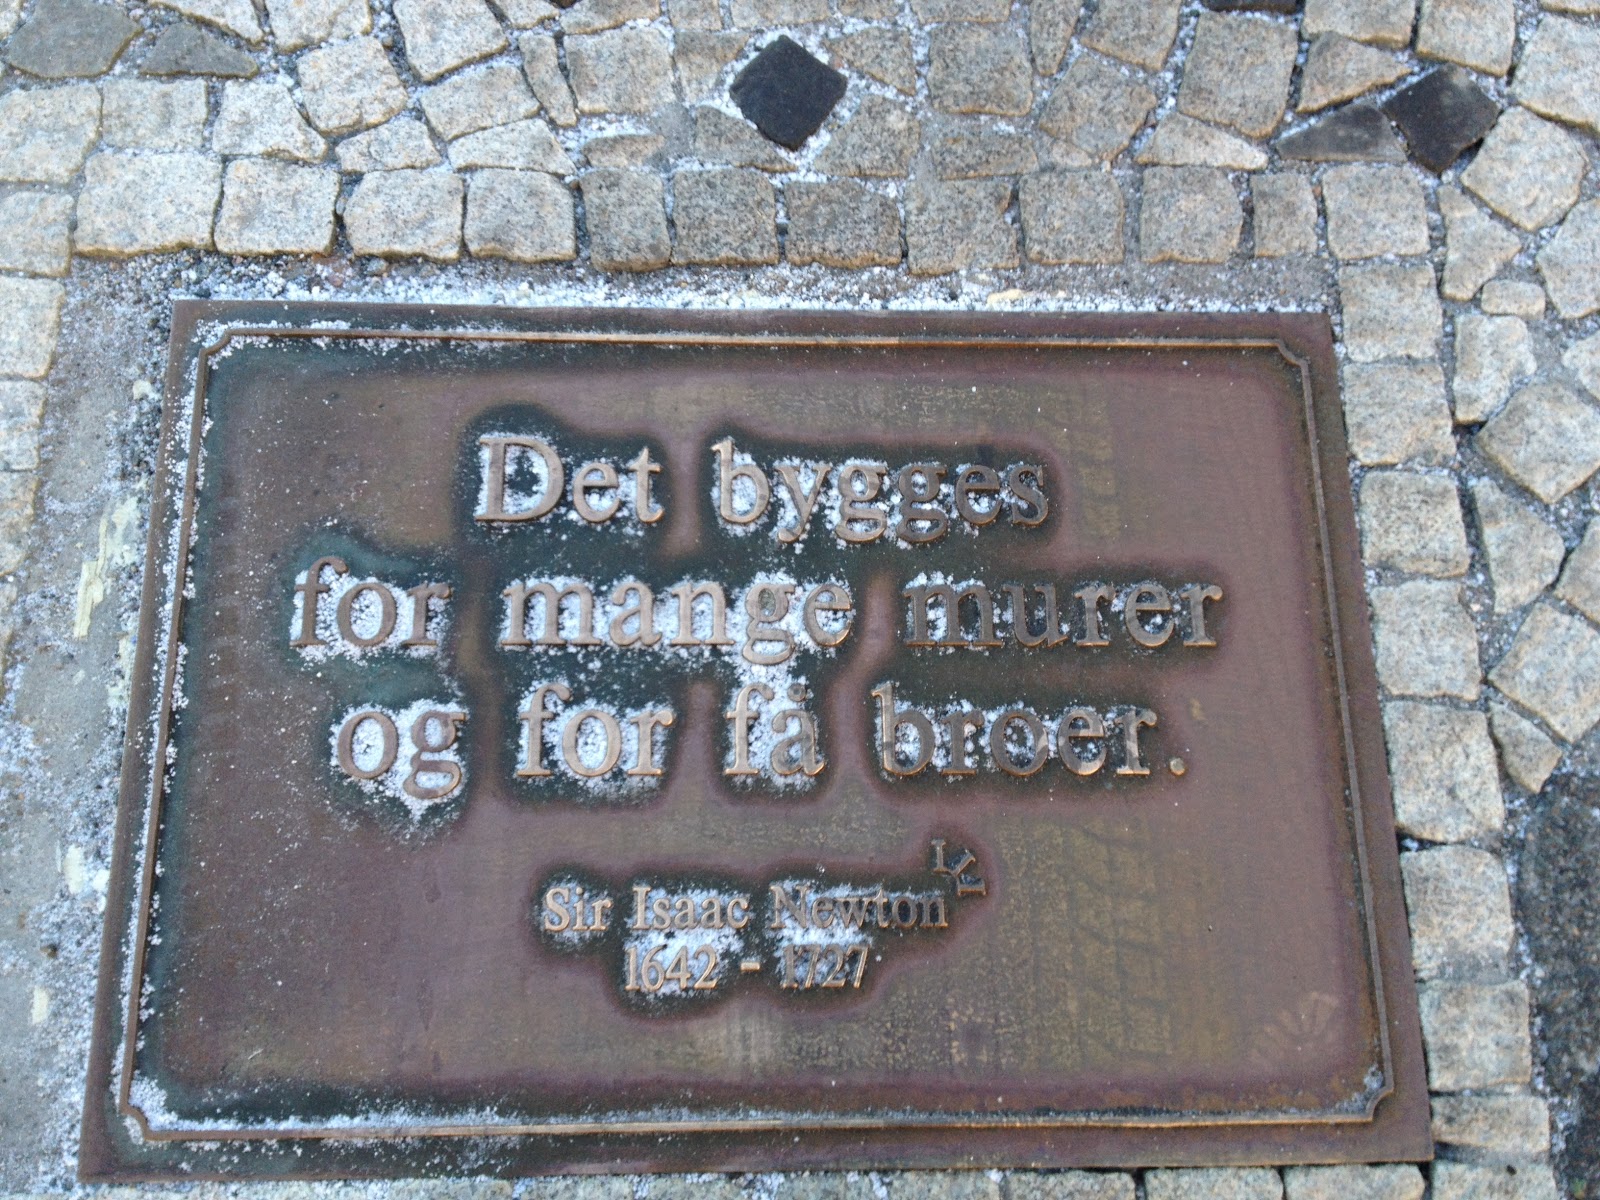 Det bygges
for mange murer
og for få broer.
Sir Isaac Newton
1642 - 1727